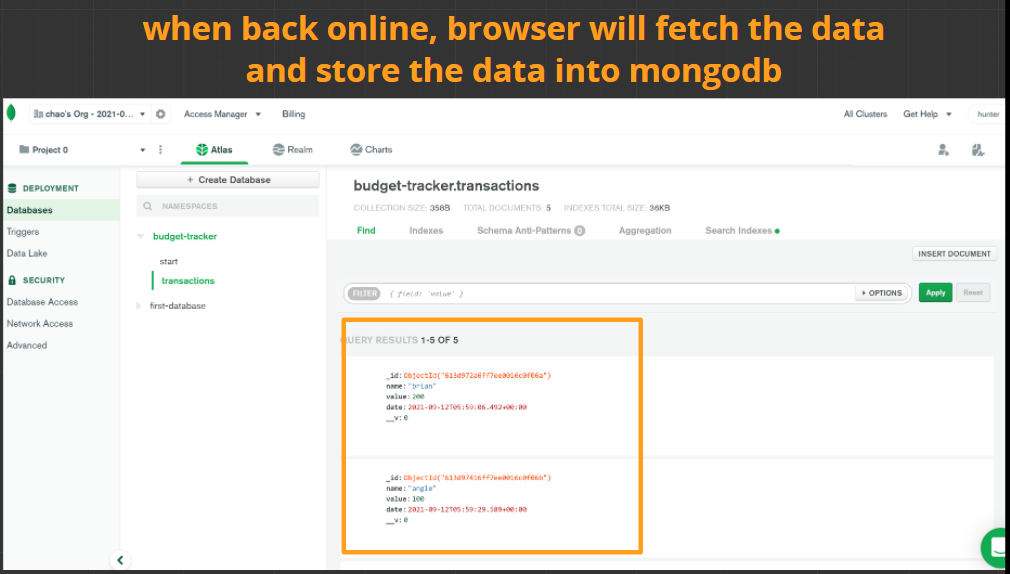 when back online, browser will fetch the data
and store the data into mongodb
chao's Org - 2021-0...
Access Manager
Billing
All Clusters
Get Help
hunter
Project 0
Atlas
Realm
Charts
DEPLOYMENT
Databases
Triggers
Data Lake
SECURITY
Database Access
Network Access
Advanced
+ Create Database
NAMESPACES
budget-tracker
start
transactions
first-database
budget-tracker.transactions
COLLECTION SIZE: 358B TOTAL DOCUMENTS: 5 INDEXES TOTAL SIZE: 36KB
Find Indexes Schema Anti-Patterns 0 Aggregation Search Indexes
INSERT DOCUMENT
FILTER { field: 'value' } OPTIONS Apply Reset
QUERY RESULTS 1-5 OF 5
_id: ObjectId("613d972a6ff7ee0016c0f06a")
name: "brian"
value: 200
date: 2021-09-12T05:59:06.492+00:00
__v: 0
_id: ObjectId("613d97416ff7ee0016c0f06b")
name: "angle"
value: 100
date: 2021-09-12T05:59:29.589+00:00
__v: 0